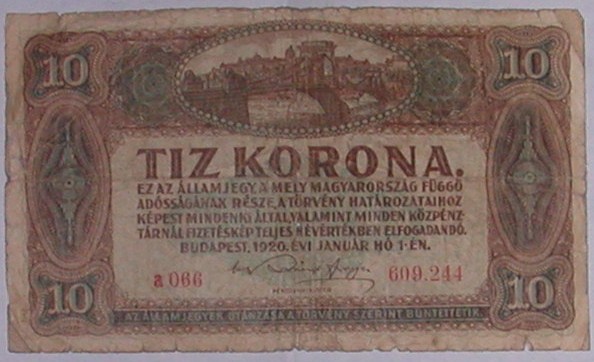 10 10
TIZ KORONA.
EZ AZ ÁLLAMJEGY, A MELY MAGYARORSZÁG FÜGGŐ
ADÓSSÁGÁNAK RÉSZE, A TÖRVÉNY HATÁROZATAIHOZ
KÉPEST MINDENKI ÁLTAL, VALAMINT MINDEN KÖZPÉNZ-
TÁRNÁL FIZETÉSKÉP TELJES NÉVÉRTÉKBEN ELFOGADANDÓ.
BUDAPEST, 1920. ÉVI JANUÁR HÓ 1-ÉN.
a 066 609.244
10 10
AZ ÁLLAMJEGYEK UTÁNZÁSA A TÖRVÉNY SZERINT BÜNTETTETIK.